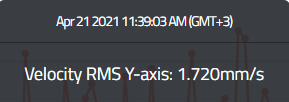 Apr 21 2021 11:39:03 AM (GMT+3)
Velocity RMS Y-axis: 1.720mm/s